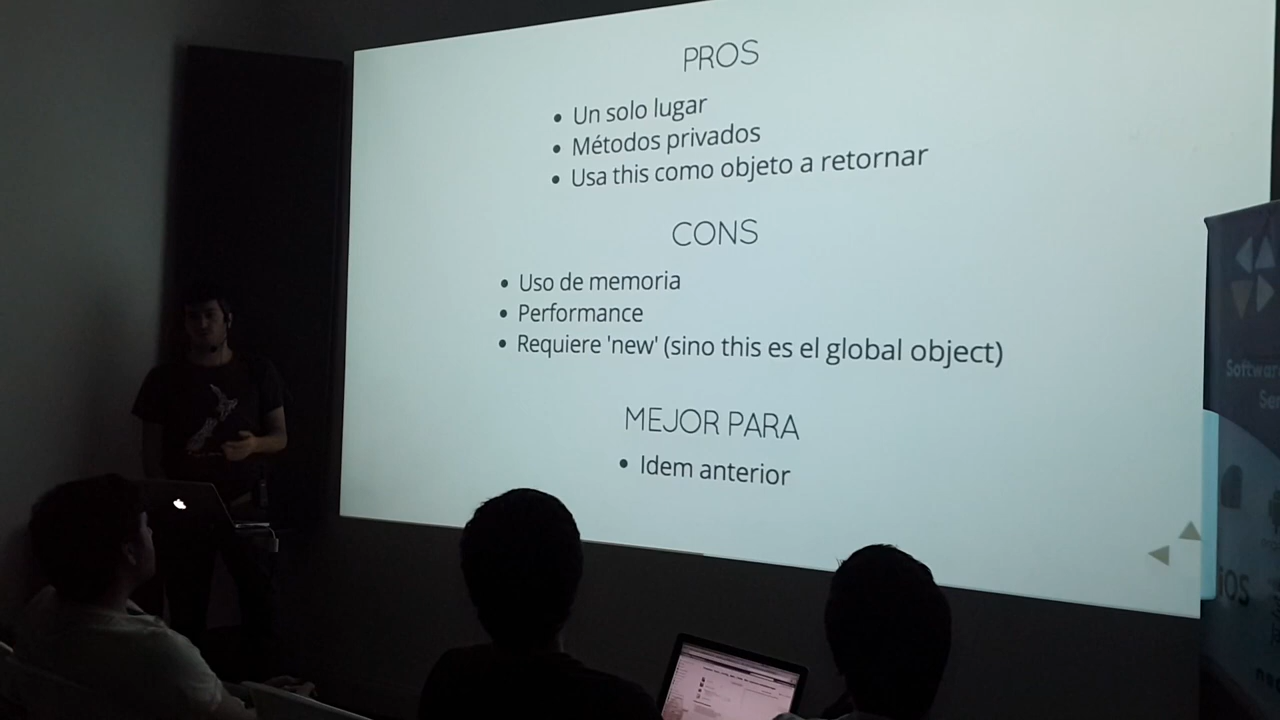 PROS
• Un solo lugar
• Métodos privados
• Usa this como objeto a retornar
CONS
• Uso de memoria
• Performance
• Requiere 'new' (sino this es el global object)
MEJOR PARA
• Idem anterior
iOS